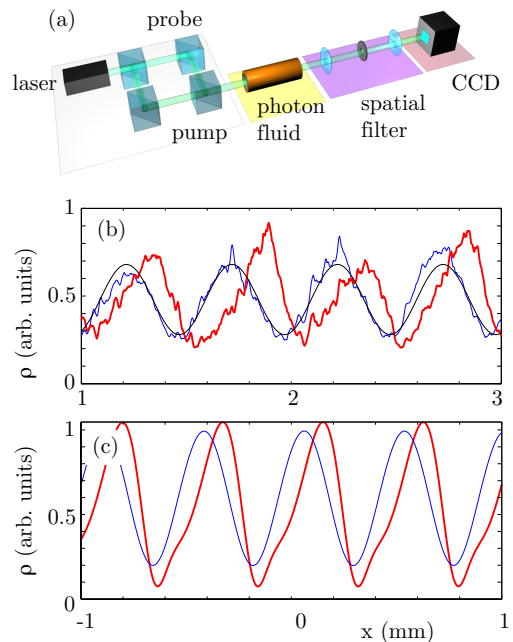 (a)
probe
laser
pump
photon
fluid
spatial
filter
CCD
(b)
ρ (arb. units)
1
0.5
0
1
2
3
(c)
ρ (arb. units)
1
0.5
0
-1
0
x (mm)
1